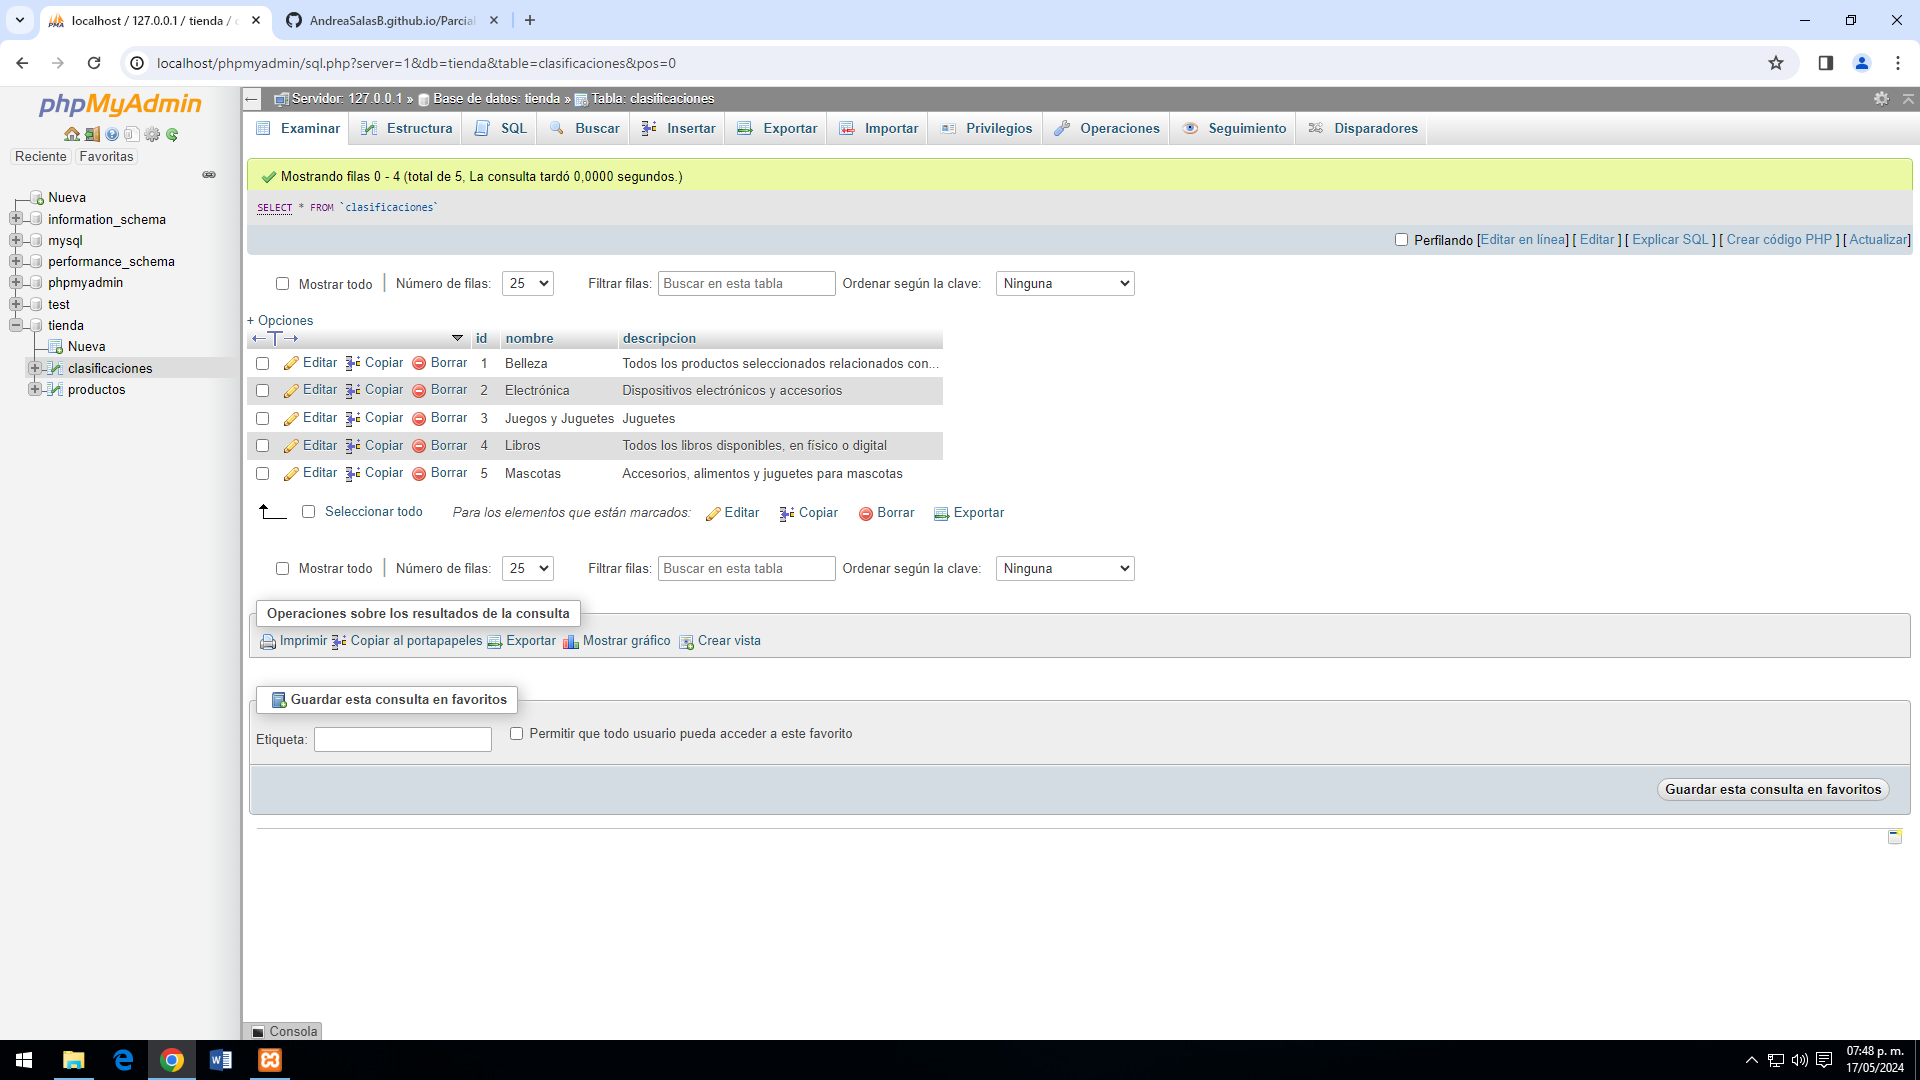 localhost / 127.0.0.1 / tienda /
AndreaSalasB.github.io/Parcial
localhost/phpmyadmin/sql.php?server=1&db=tienda&table=clasificaciones&pos=0
phpMyAdmin
Reciente Favoritas
Nueva
information_schema
mysql
performance_schema
phpmyadmin
test
tienda
Nueva
clasificaciones
productos
Servidor: 127.0.0.1 » Base de datos: tienda » Tabla: clasificaciones
Examinar Estructura SQL Buscar Insertar Exportar Importar Privilegios Operaciones Seguimiento Disparadores
Mostrando filas 0 - 4 (total de 5, La consulta tardó 0,0000 segundos.)
SELECT * FROM `clasificaciones`
Perfilando [Editar en línea] [ Editar ] [ Explicar SQL ] [ Crear código PHP ] [ Actualizar]
Mostrar todo Número de filas: 25 Filtrar filas: Buscar en esta tabla Ordenar según la clave: Ninguna
+ Opciones
←T→ id nombre descripcion
Editar Copiar Borrar 1 Belleza Todos los productos seleccionados relacionados con...
Editar Copiar Borrar 2 Electrónica Dispositivos electrónicos y accesorios
Editar Copiar Borrar 3 Juegos y Juguetes Juguetes
Editar Copiar Borrar 4 Libros Todos los libros disponibles, en físico o digital
Editar Copiar Borrar 5 Mascotas Accesorios, alimentos y juguetes para mascotas
Seleccionar todo Para los elementos que están marcados: Editar Copiar Borrar Exportar
Mostrar todo Número de filas: 25 Filtrar filas: Buscar en esta tabla Ordenar según la clave: Ninguna
Operaciones sobre los resultados de la consulta
Imprimir Copiar al portapapeles Exportar Mostrar gráfico Crear vista
Guardar esta consulta en favoritos
Etiqueta: Permitir que todo usuario pueda acceder a este favorito
Guardar esta consulta en favoritos
Consola
07:48 p. m.
17/05/2024